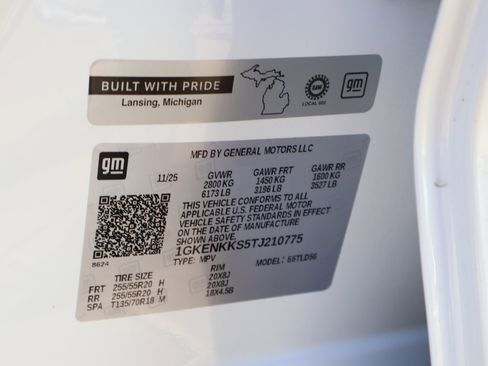 BUILT WITH PRIDE
Lansing, Michigan
UAW
LOCAL 602
gm
gm
MFD BY GENERAL MOTORS LLC
11/25 GVWR GAWR FRT GAWR RR
2800 KG 1450 KG 1600 KG
6173 LB 3196 LB 3527 LB
THIS VEHICLE CONFORMS TO ALL
APPLICABLE U.S. FEDERAL MOTOR
VEHICLE SAFETY STANDARDS IN EFFECT
ON THE DATE OF MANUFACTURE
1GKENKKS5TJ210775
TYPE: MPV MODEL: SSTLD56
8624
TIRE SIZE RIM
FRT 255/55R20 H 20X8J
RR 255/55R20 H 20X8J
SPA T135/70R18 M 18X4.5B